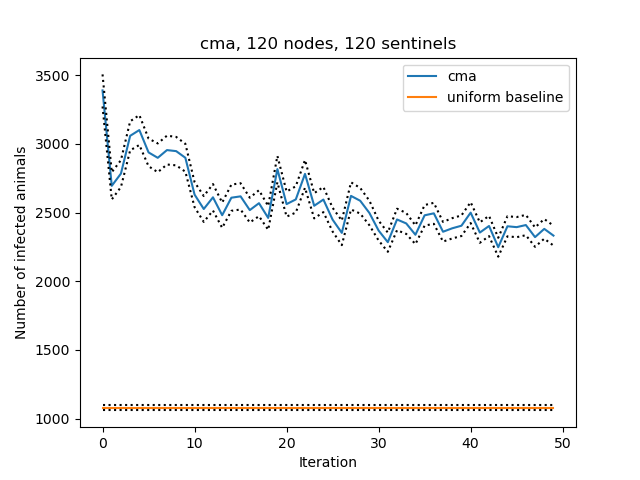 cma, 120 nodes, 120 sentinels
cma
uniform baseline
Number of infected animals
3500
3000
2500
2000
1500
1000
0 10 20 30 40 50
Iteration